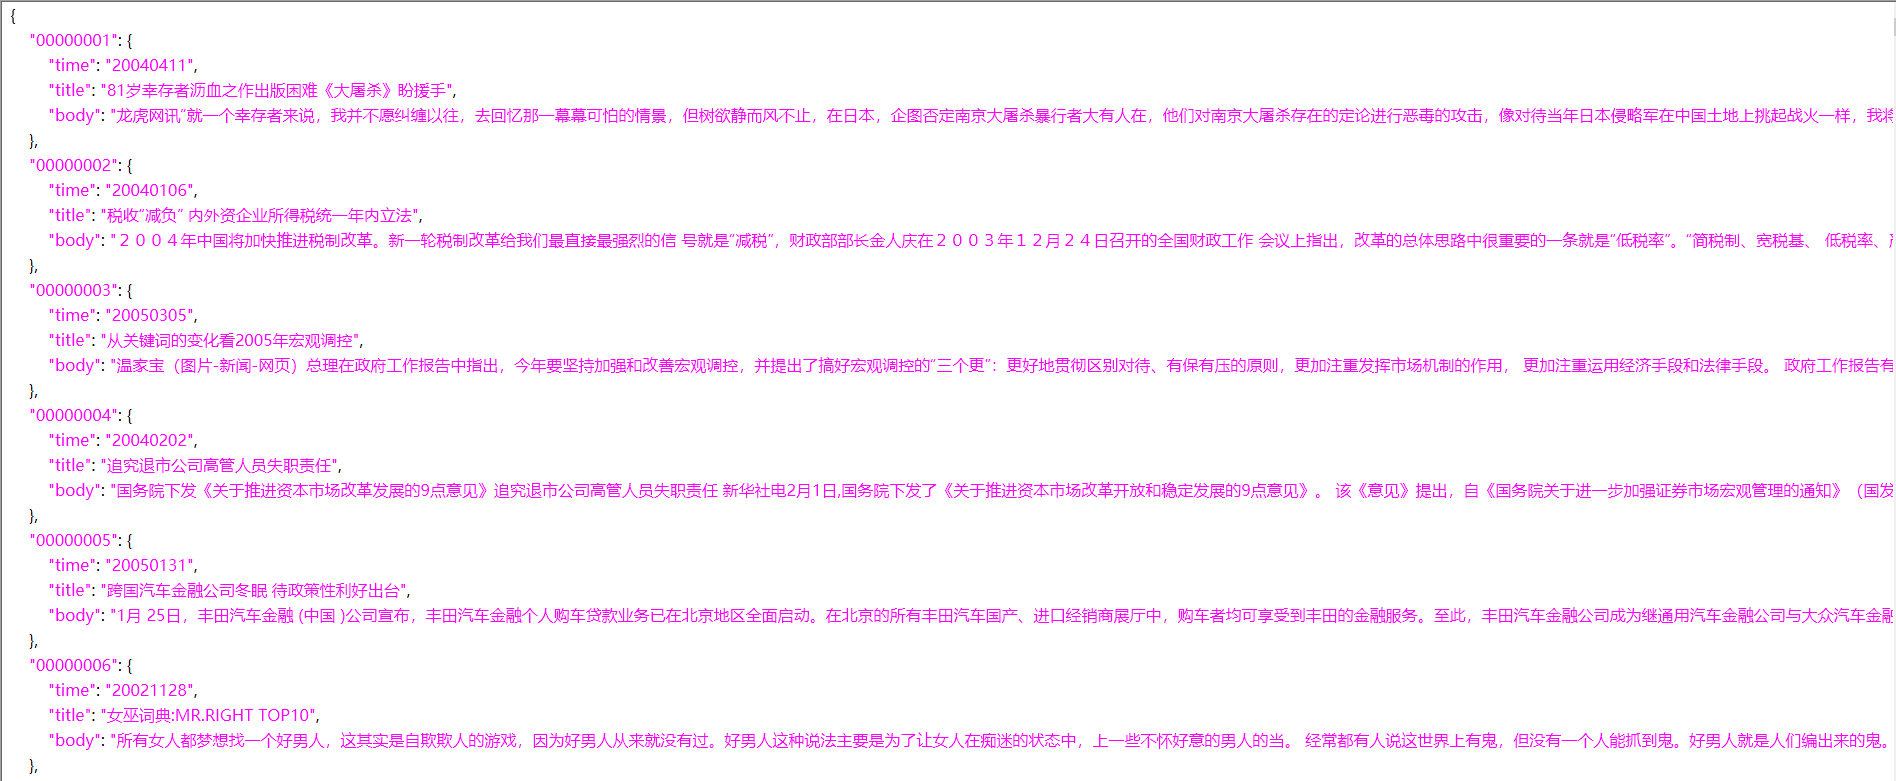 {
"00000001": {
"time": "20040411",
"title": "81岁幸存者沥血之作出版困难《大屠杀》盼援手",
"body": "龙虎网讯“就一个幸存者来说，我并不愿纠缠以往，去回忆那一幕幕可怕的情景，但树欲静而风不止，在日本，企图否定南京大屠杀暴行者大有人在，他们对南京大屠杀存在的定论进行恶毒的攻击，像对待当年日本侵略军在中国土地上挑起战火一样，我将
},
"00000002": {
"time": "20040106",
"title": "税收“减负” 内外资企业所得税统一年内立法",
"body": "２００４年中国将加快推进税制改革。新一轮税制改革给我们最直接最强烈的信 号就是“减税”，财政部部长金人庆在２００３年１２月２４日召开的全国财政工作 会议上指出，改革的总体思路中很重要的一条就是“低税率”。“简税制、宽税基、 低税率、
},
"00000003": {
"time": "20050305",
"title": "从关键词的变化看2005年宏观调控",
"body": "温家宝（图片-新闻-网页）总理在政府工作报告中指出，今年要坚持加强和改善宏观调控，并提出了搞好宏观调控的“三个更”：更好地贯彻区别对待、有保有压的原则，更加注重发挥市场机制的作用， 更加注重运用经济手段和法律手段。 政府工作报告有
},
"00000004": {
"time": "20040202",
"title": "追究退市公司高管人员失职责任",
"body": "国务院下发《关于推进资本市场改革发展的9点意见》追究退市公司高管人员失职责任 新华社电2月1日,国务院下发了《关于推进资本市场改革开放和稳定发展的9点意见》。 该《意见》提出，自《国务院关于进一步加强证券市场宏观管理的通知》（国发
},
"00000005": {
"time": "20050131",
"title": "跨国汽车金融公司冬眠 待政策性利好出台",
"body": "1月 25日，丰田汽车金融 (中国 )公司宣布，丰田汽车金融个人购车贷款业务已在北京地区全面启动。在北京的所有丰田汽车国产、进口经销商展厅中，购车者均可享受到丰田的金融服务。至此，丰田汽车金融公司成为继通用汽车金融公司与大众汽车金融
},
"00000006": {
"time": "20021128",
"title": "女巫词典:MR.RIGHT TOP10",
"body": "所有女人都梦想找一个好男人，这其实是自欺欺人的游戏，因为好男人从来就没有过。好男人这种说法主要是为了让女人在痴迷的状态中，上一些不怀好意的男人的当。 经常都有人说这世界上有鬼，但没有一个人能抓到鬼。好男人就是人们编出来的鬼。
},